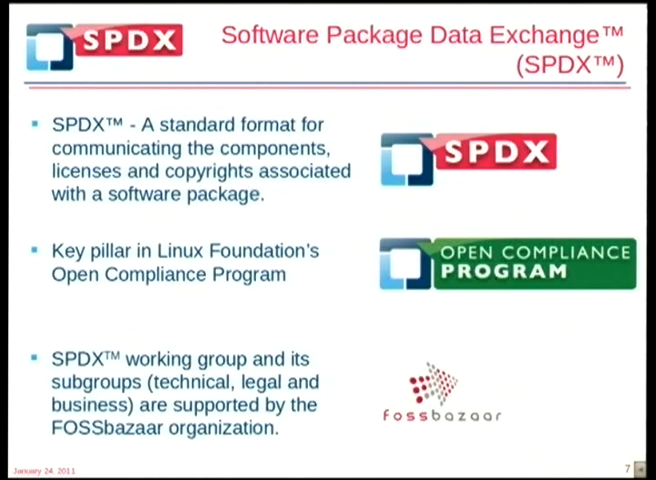 SPDX
Software Package Data Exchange™
(SPDX™)
SPDX™ - A standard format for
communicating the components,
licenses and copyrights associated
with a software package.
SPDX
Key pillar in Linux Foundation's
Open Compliance Program
OPEN COMPLIANCE
PROGRAM
SPDX™ working group and its
subgroups (technical, legal and
business) are supported by the
FOSSbazaar organization.
fossbazaar
January 24, 2011
7